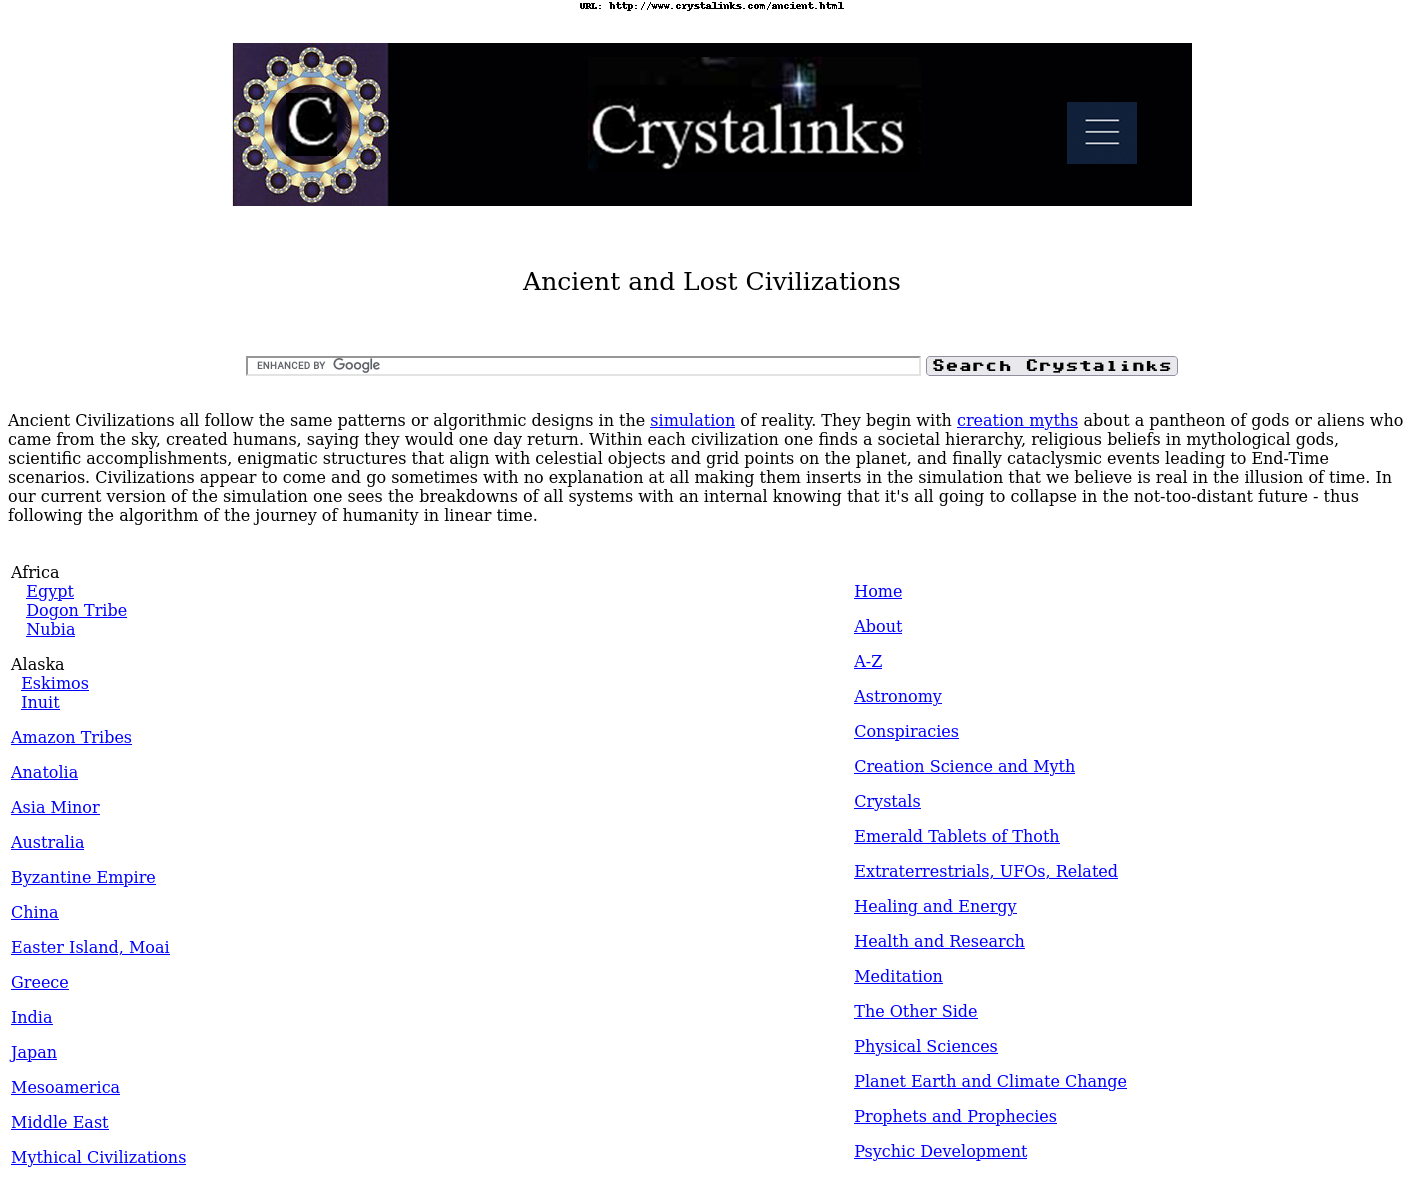 URL: http://www.crystalinks.com/ancient.html
C
Crystalinks
Ancient and Lost Civilizations
ENHANCED BY Google
Search Crystalinks
Ancient Civilizations all follow the same patterns or algorithmic designs in the simulation of reality. They begin with creation myths about a pantheon of gods or aliens who
came from the sky, created humans, saying they would one day return. Within each civilization one finds a societal hierarchy, religious beliefs in mythological gods,
scientific accomplishments, enigmatic structures that align with celestial objects and grid points on the planet, and finally cataclysmic events leading to End-Time
scenarios. Civilizations appear to come and go sometimes with no explanation at all making them inserts in the simulation that we believe is real in the illusion of time. In
our current version of the simulation one sees the breakdowns of all systems with an internal knowing that it's all going to collapse in the not-too-distant future - thus
following the algorithm of the journey of humanity in linear time.
Africa
Egypt
Dogon Tribe
Nubia
Alaska
Eskimos
Inuit
Amazon Tribes
Anatolia
Asia Minor
Australia
Byzantine Empire
China
Easter Island, Moai
Greece
India
Japan
Mesoamerica
Middle East
Mythical Civilizations
Home
About
A-Z
Astronomy
Conspiracies
Creation Science and Myth
Crystals
Emerald Tablets of Thoth
Extraterrestrials, UFOs, Related
Healing and Energy
Health and Research
Meditation
The Other Side
Physical Sciences
Planet Earth and Climate Change
Prophets and Prophecies
Psychic Development